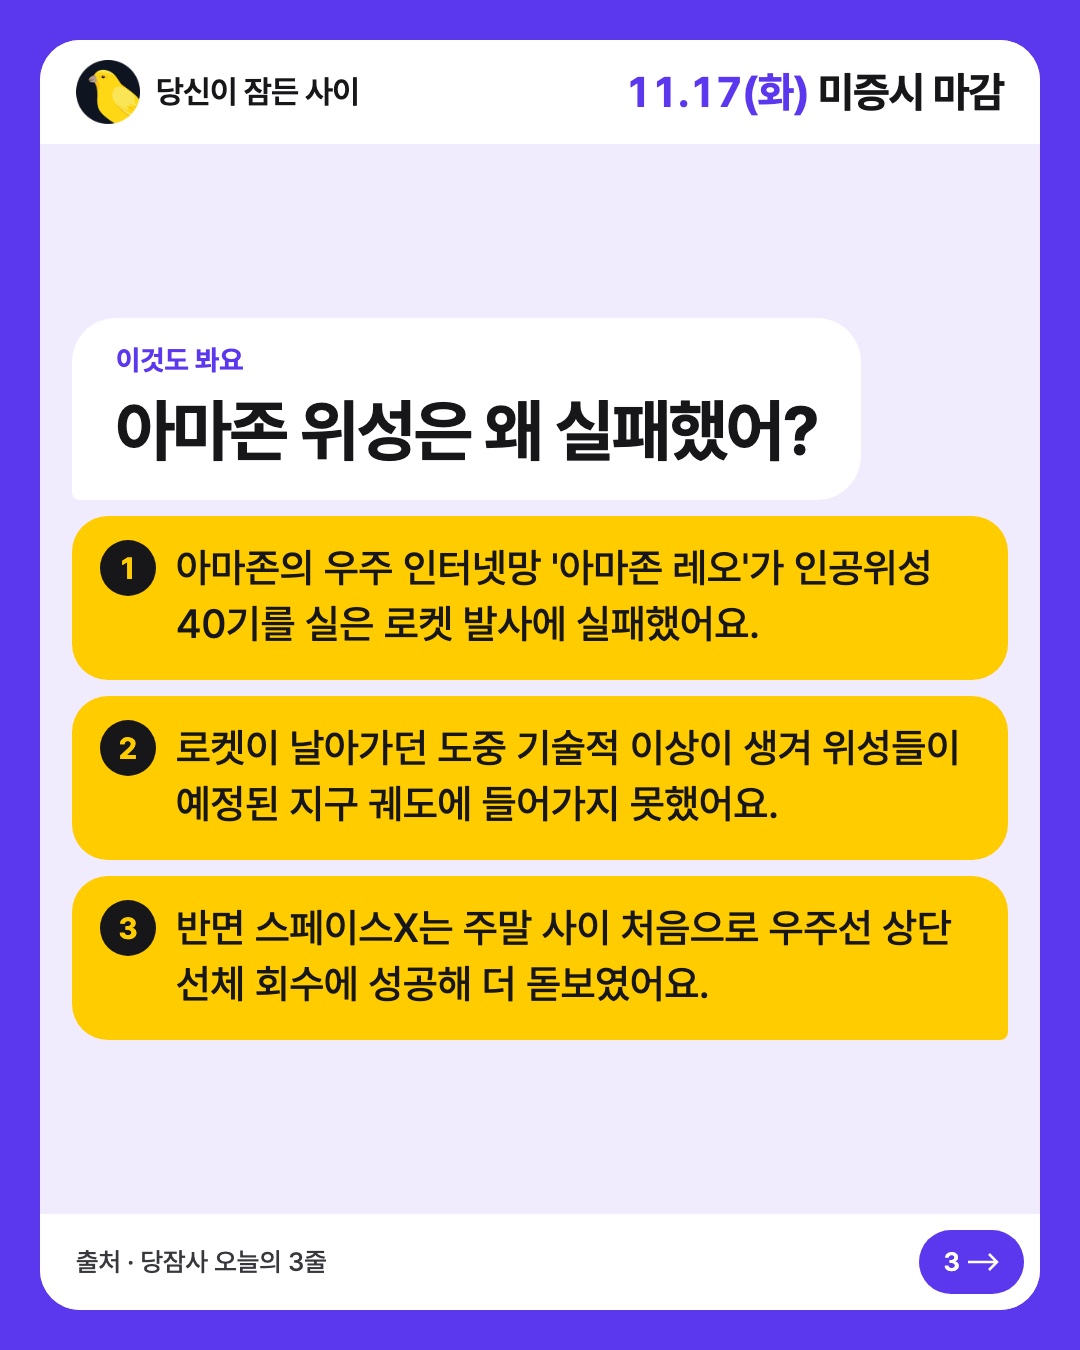 당신이 잠든 사이
11.17(화) 미증시 마감
이것도 봐요
아마존 위성은 왜 실패했어?
1 아마존의 우주 인터넷망 '아마존 레오'가 인공위성
40기를 실은 로켓 발사에 실패했어요.
2 로켓이 날아가던 도중 기술적 이상이 생겨 위성들이
예정된 지구 궤도에 들어가지 못했어요.
3 반면 스페이스X는 주말 사이 처음으로 우주선 상단
선체 회수에 성공해 더 돋보였어요.
출처 · 당잠사 오늘의 3줄
3 →